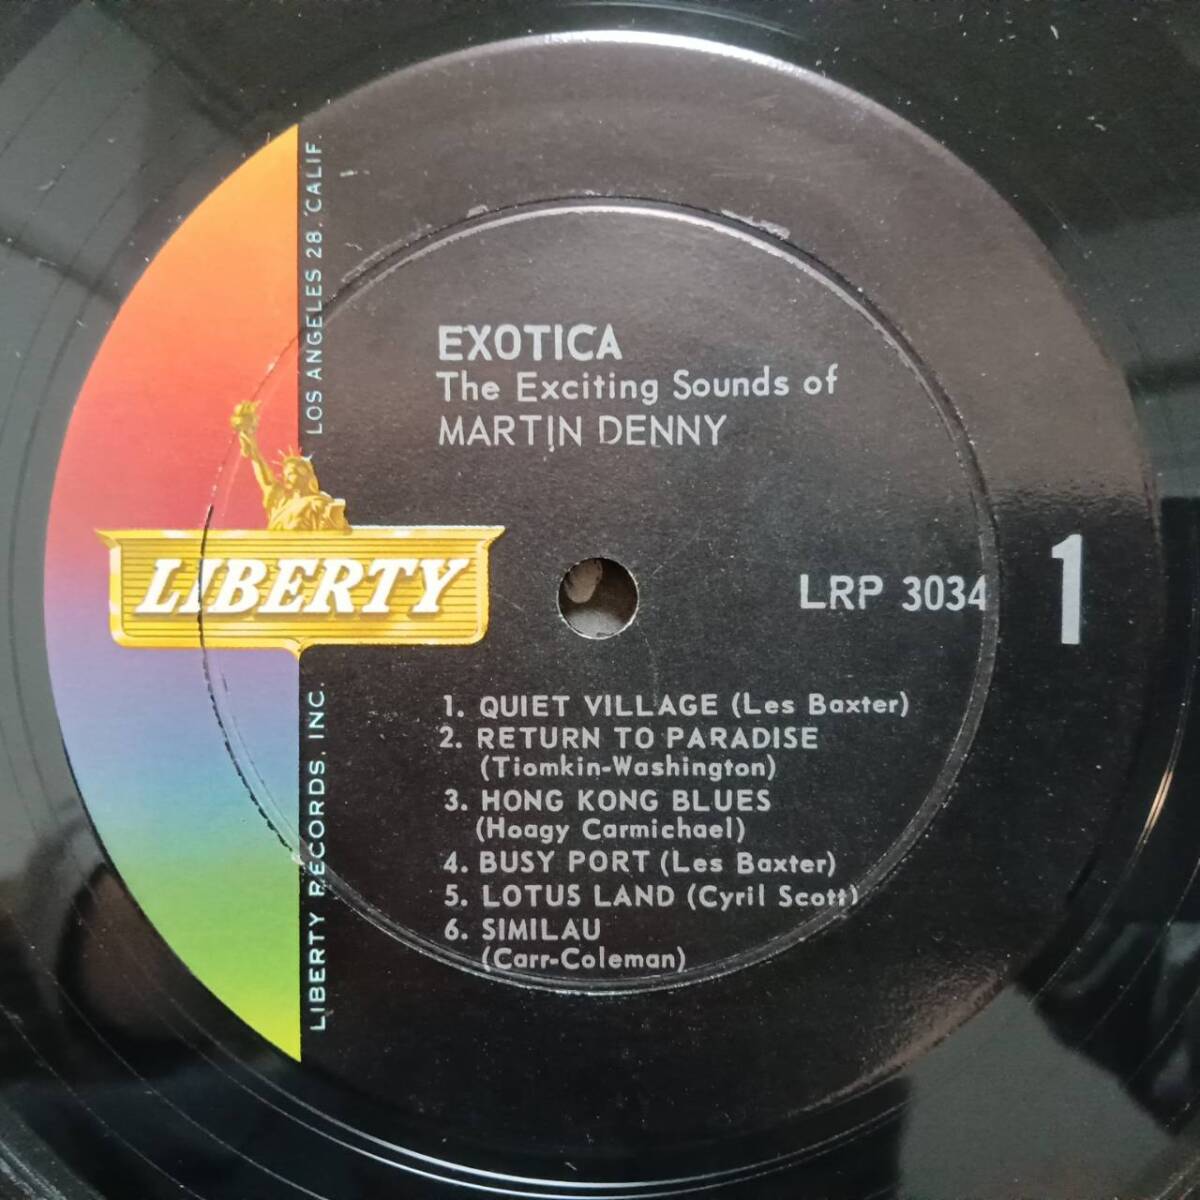 EXOTICA
The Exciting Sounds of
MARTIN DENNY
LIBERTY
LRP 3034
1
1. QUIET VILLAGE (Les Baxter)
2. RETURN TO PARADISE
(Tiomkin-Washington)
3. HONG KONG BLUES
(Hoagy Carmichael)
4. BUSY PORT (Les Baxter)
5. LOTUS LAND (Cyril Scott)
6. SIMILAU
(Carr-Coleman)
LIBERTY RECORDS, INC.
LOS ANGELES 28, CALIF